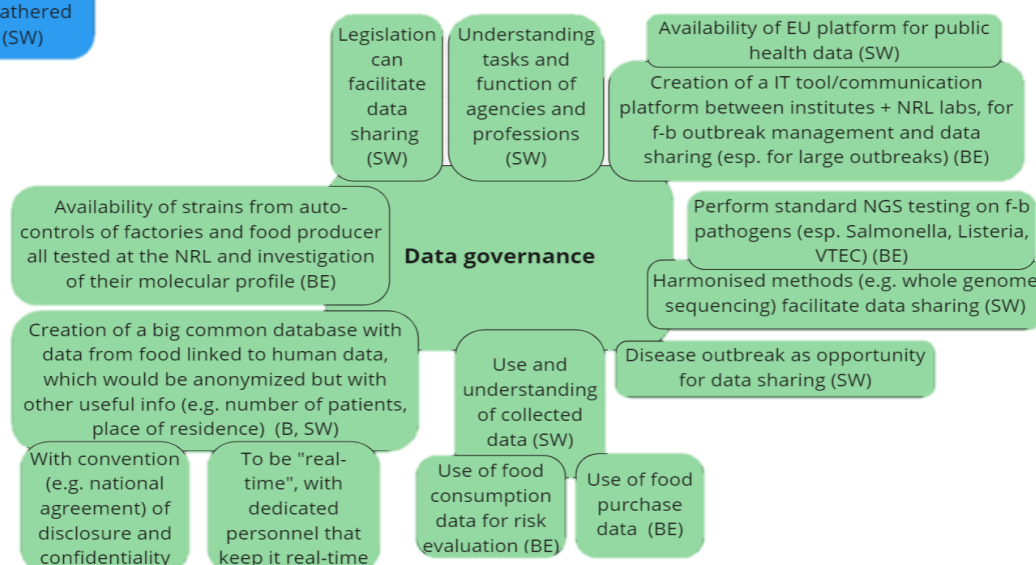 athered
(SW)
Legislation
can
facilitate
data
sharing
(SW)
Understanding
tasks and
function of
agencies and
professions
(SW)
Availability of EU platform for public
health data (SW)
Creation of a IT tool/communication
platform between institutes + NRL labs, for
f-b outbreak management and data
sharing (esp. for large outbreaks) (BE)
Availability of strains from auto-
controls of factories and food producer
all tested at the NRL and investigation
of their molecular profile (BE)
Data governance
Perform standard NGS testing on f-b
pathogens (esp. Salmonella, Listeria,
VTEC) (BE)
Harmonised methods (e.g. whole genome
sequencing) facilitate data sharing (SW)
Creation of a big common database with
data from food linked to human data,
which would be anonymized but with
other useful info (e.g. number of patients,
place of residence) (B, SW)
Use and
understanding
of collected
data (SW)
Disease outbreak as opportunity
for data sharing (SW)
With convention
(e.g. national
agreement) of
disclosure and
confidentiality
To be "real-
time", with
dedicated
personnel that
keep it real-time
Use of food
consumption
data for risk
evaluation (BE)
Use of food
purchase
data (BE)